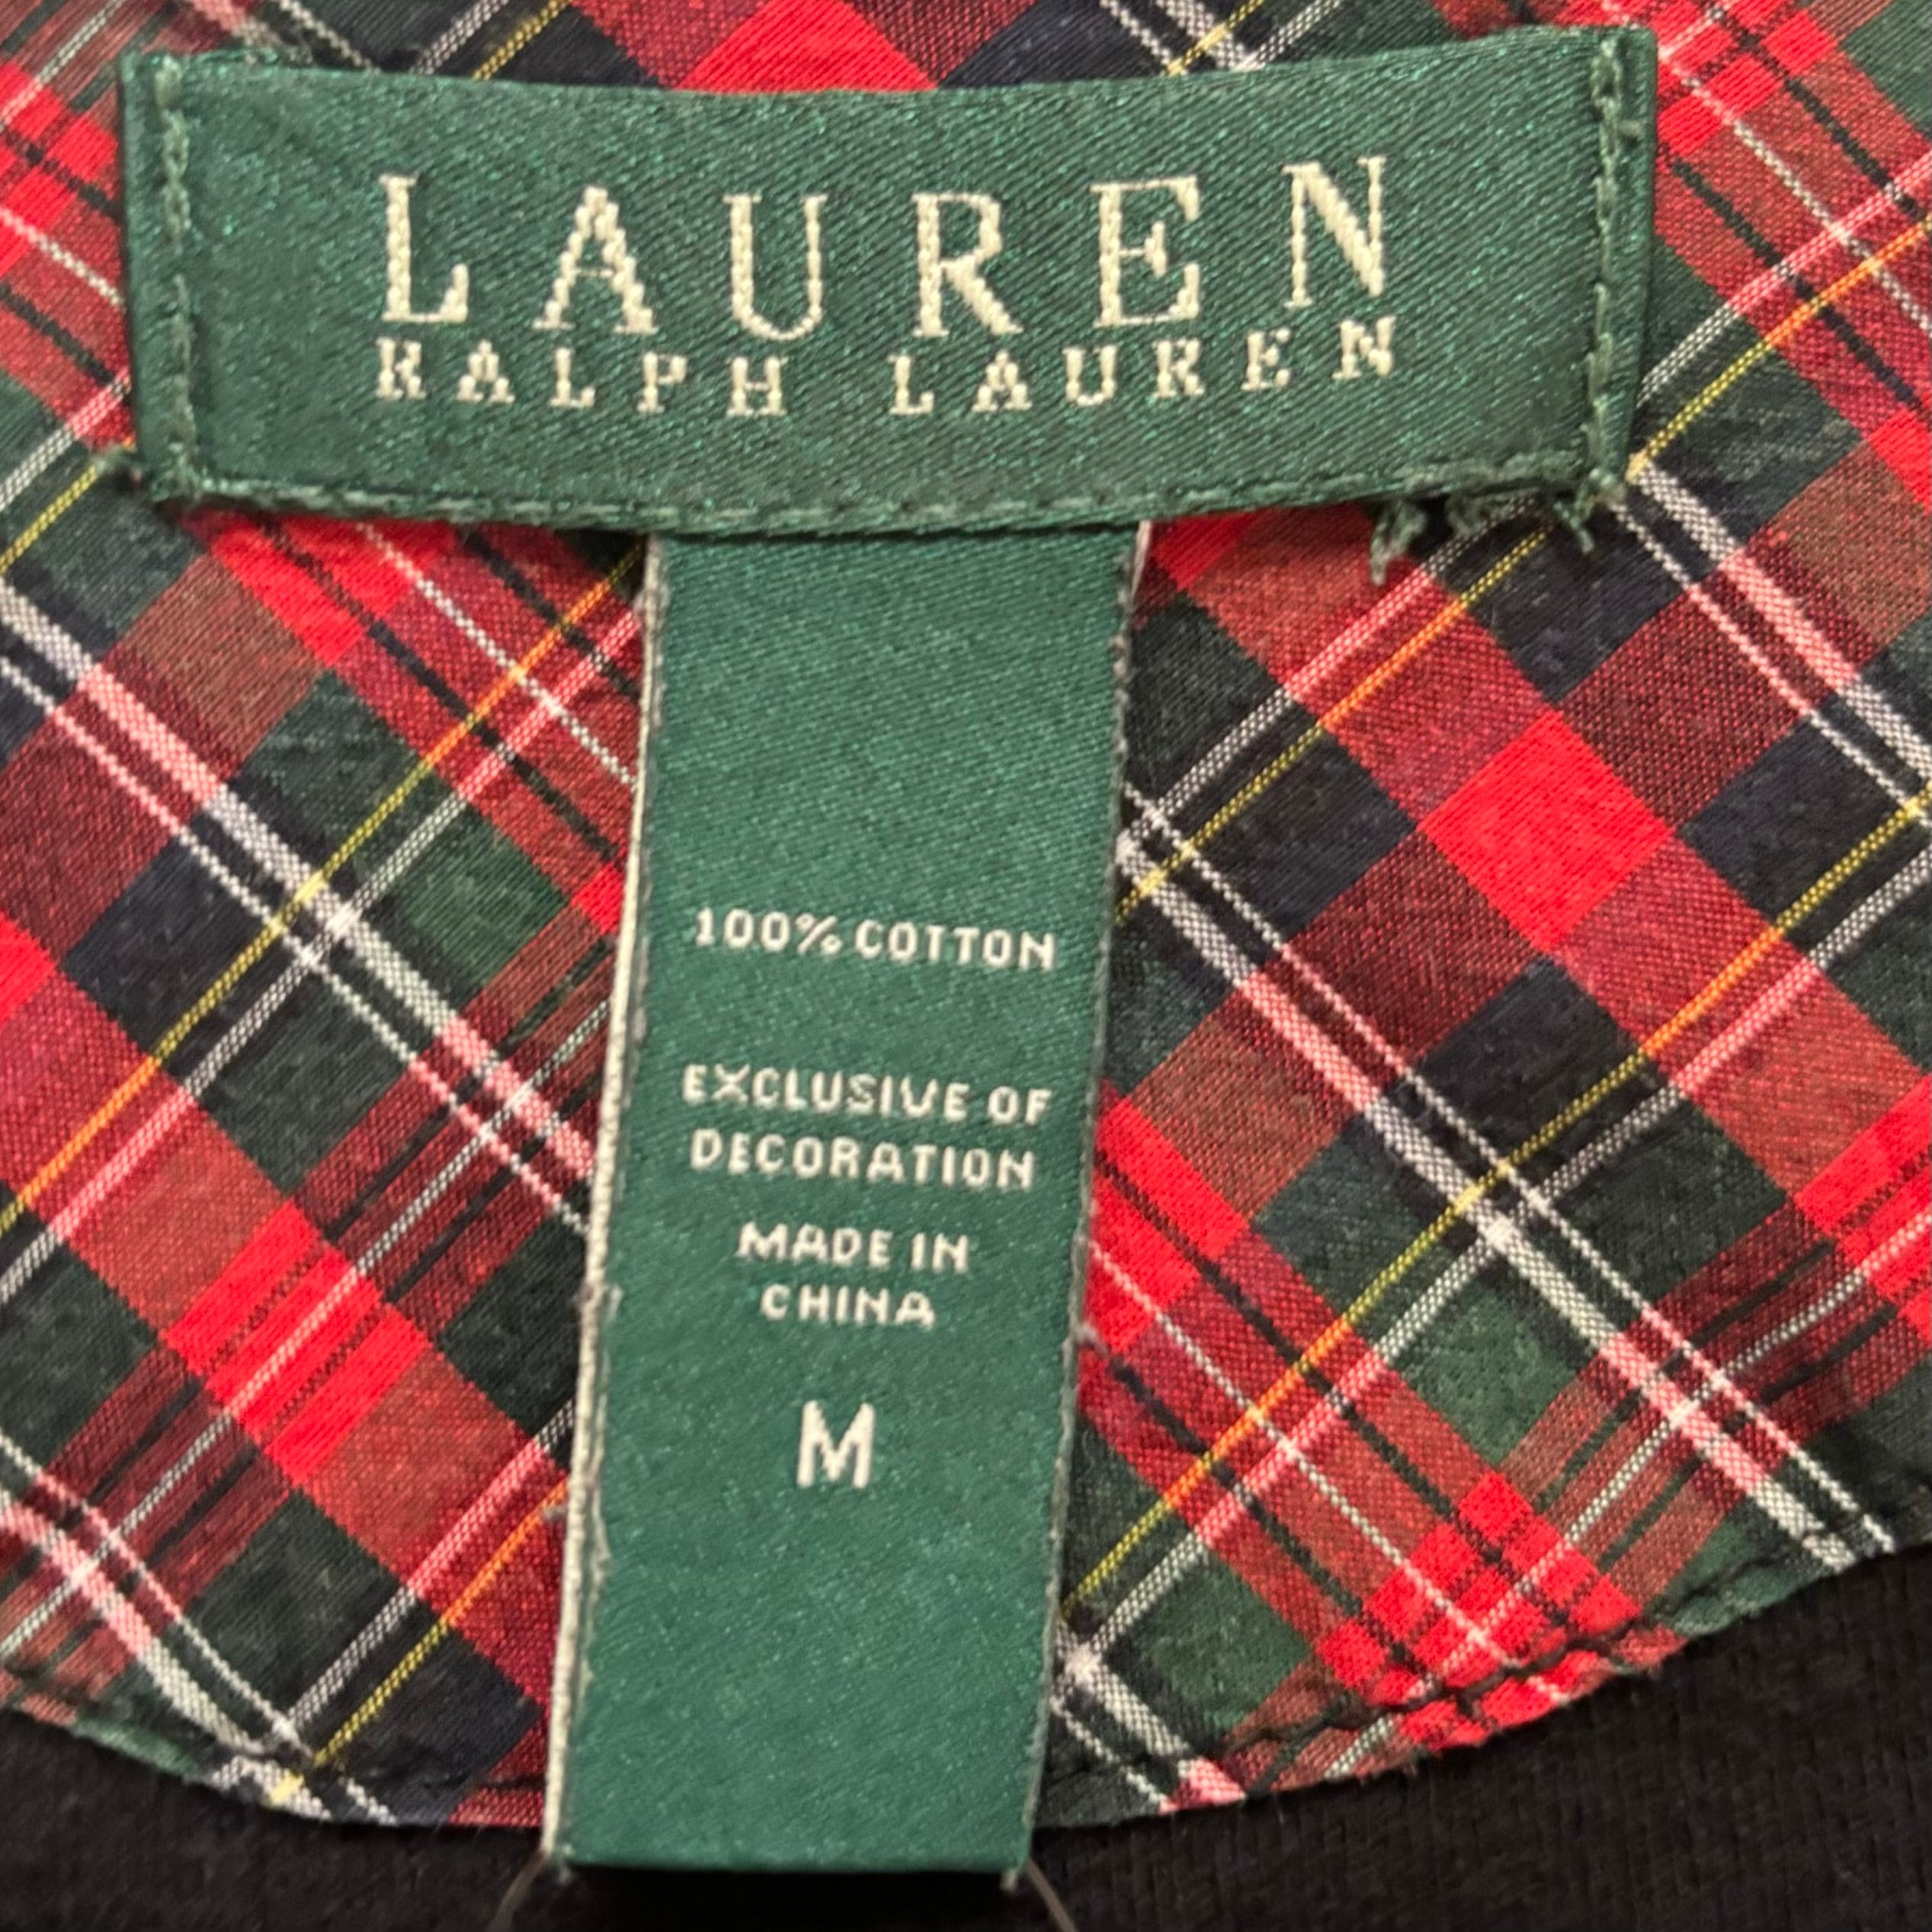 LAUREN
RALPH LAUREN
100% COTTON
EXCLUSIVE OF
DECORATION
MADE IN
CHINA
M